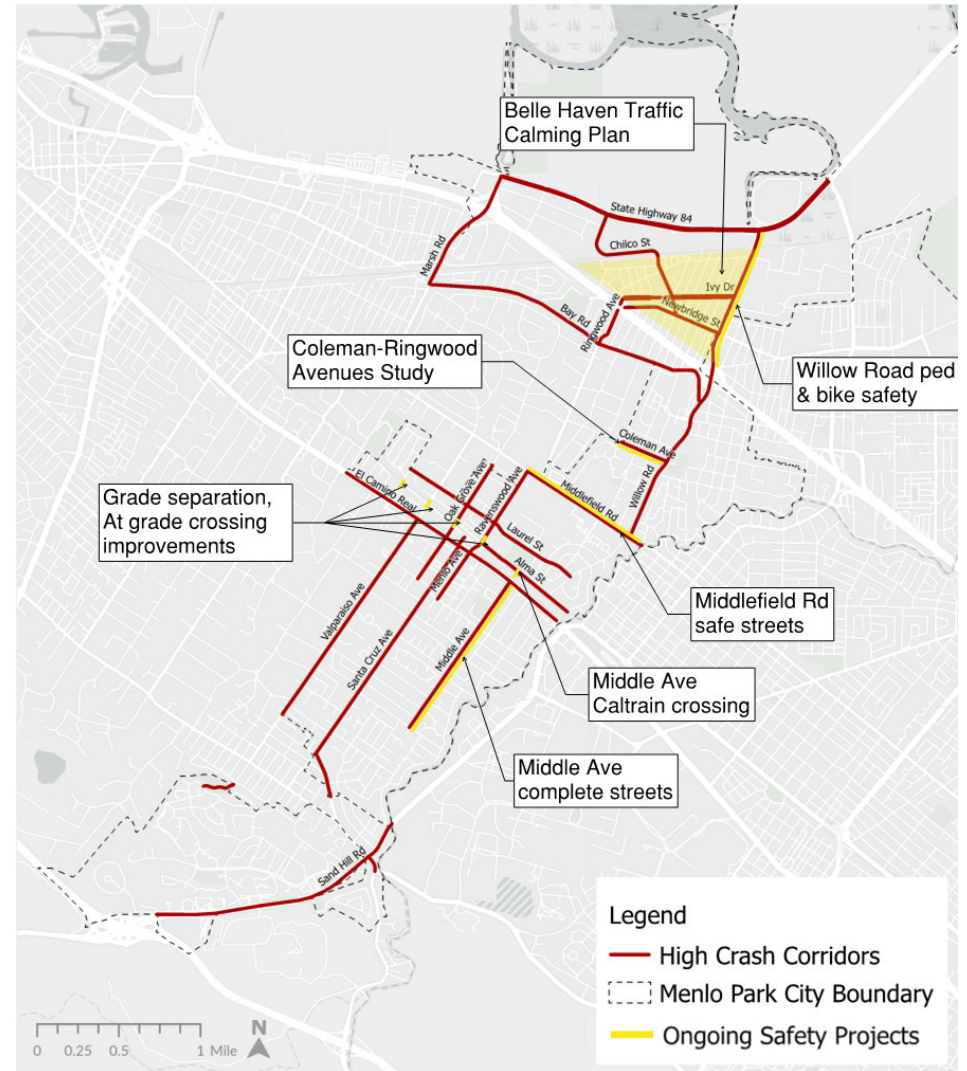 Belle Haven Traffic
Calming Plan
State Highway 84
Chilco St
Marsh Rd
Ivy Dr
Newbridge St
Bay Rd
Ringwood Ave
Coleman-Ringwood
Avenues Study
Willow Road ped
& bike safety
Coleman Ave
Willow Rd
El Camino Real
Oak Grove Ave
Ravenswood Ave
Middlefield Rd
Grade separation,
At grade crossing
improvements
Laurel St
Menlo Ave
Alma St
Valparaiso Ave
Santa Cruz Ave
Middle Ave
Middlefield Rd
safe streets
Middle Ave
Caltrain crossing
Middle Ave
complete streets
Sand Hill Rd
Legend
High Crash Corridors
Menlo Park City Boundary
Ongoing Safety Projects
N
0 0.25 0.5 1 Mile